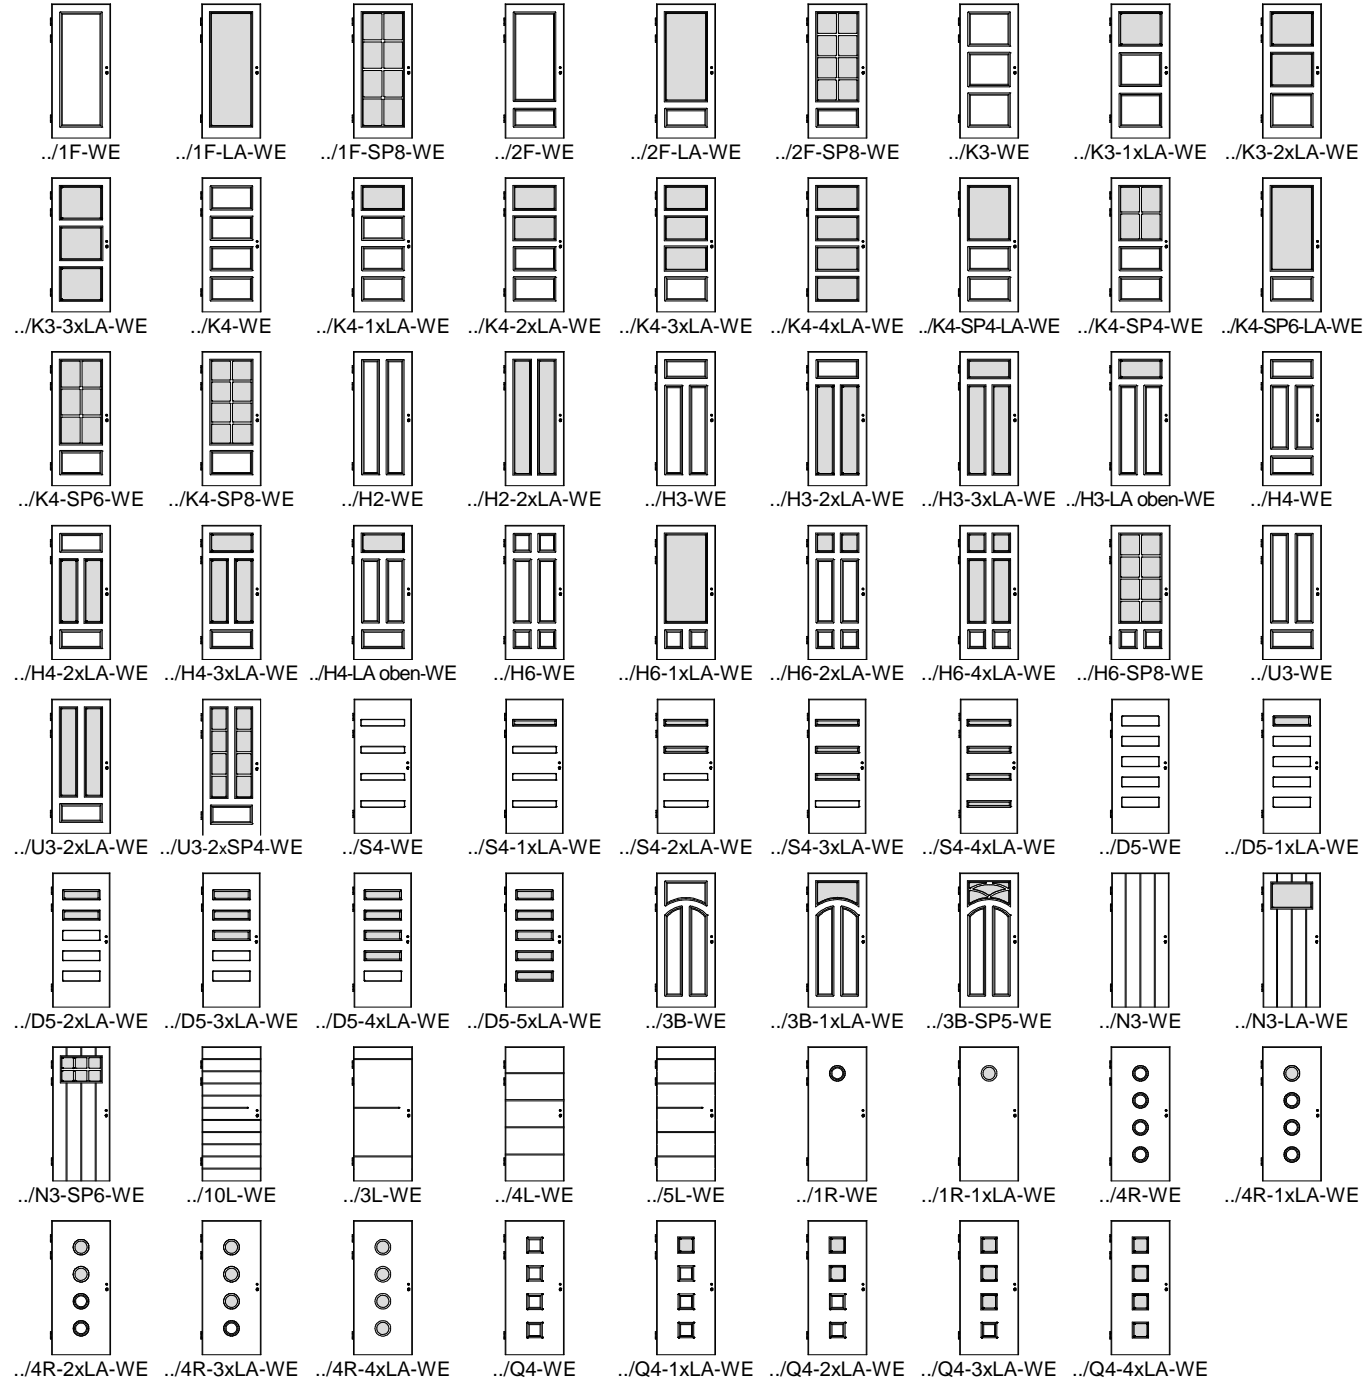 ../1F-WE ../1F-LA-WE ../1F-SP8-WE ../2F-WE ../2F-LA-WE ../2F-SP8-WE ../K3-WE ../K3-1xLA-WE ../K3-2xLA-WE
../K3-3xLA-WE ../K4-WE ../K4-1xLA-WE ../K4-2xLA-WE ../K4-3xLA-WE ../K4-4xLA-WE ../K4-SP4-LA-WE ../K4-SP4-WE ../K4-SP6-LA-WE
../K4-SP6-WE ../K4-SP8-WE ../H2-WE ../H2-2xLA-WE ../H3-WE ../H3-2xLA-WE ../H3-3xLA-WE ../H3-LA oben-WE ../H4-WE
../H4-2xLA-WE ../H4-3xLA-WE ../H4-LA oben-WE ../H6-WE ../H6-1xLA-WE ../H6-2xLA-WE ../H6-4xLA-WE ../H6-SP8-WE ../U3-WE
../U3-2xLA-WE ../U3-2xSP4-WE ../S4-WE ../S4-1xLA-WE ../S4-2xLA-WE ../S4-3xLA-WE ../S4-4xLA-WE ../D5-WE ../D5-1xLA-WE
../D5-2xLA-WE ../D5-3xLA-WE ../D5-4xLA-WE ../D5-5xLA-WE ../3B-WE ../3B-1xLA-WE ../3B-SP5-WE ../N3-WE ../N3-LA-WE
../N3-SP6-WE ../10L-WE ../3L-WE ../4L-WE ../5L-WE ../1R-WE ../1R-1xLA-WE ../4R-WE ../4R-1xLA-WE
../4R-2xLA-WE ../4R-3xLA-WE ../4R-4xLA-WE ../Q4-WE ../Q4-1xLA-WE ../Q4-2xLA-WE ../Q4-3xLA-WE ../Q4-4xLA-WE